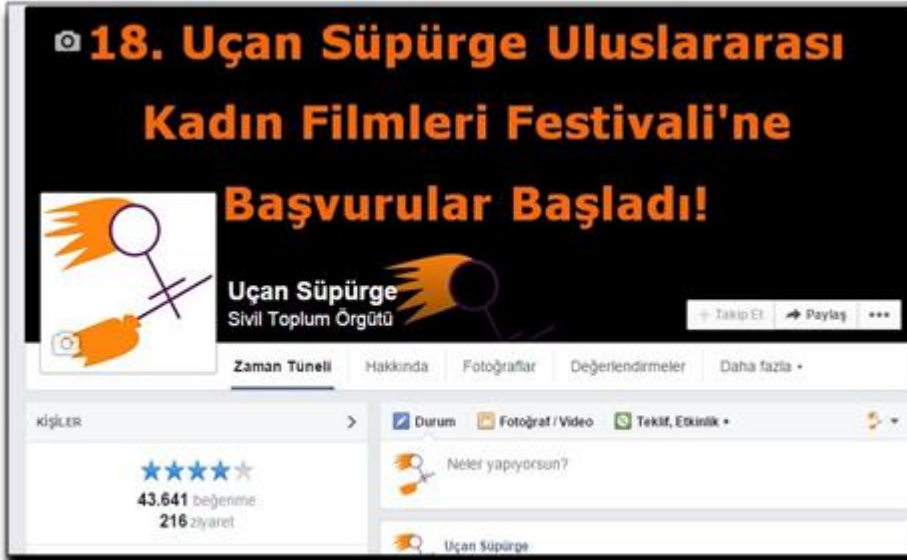 18. Uçan Süpürge Uluslararası
Kadın Filmleri Festivali'ne
Başvurular Başladı!
Uçan Süpürge
Sivil Toplum Örgütü
+ Takip Et
Paylaş
Zaman Tüneli
Hakkında
Fotoğraflar
Değerlendirmeler
Daha fazla
KİŞİLER
43.641 beğenme
216 ziyaret
Durum
Fotoğraf / Video
Teklif, Etkinlik +
Neler yapıyorsun?
Uçan Süpürge